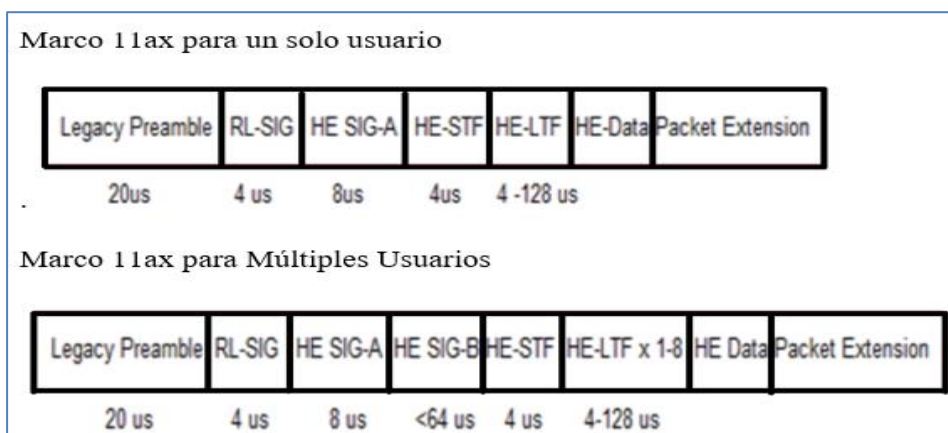 Marco 11ax para un solo usuario
Legacy Preamble RL-SIG HE SIG-A HE-STF HE-LTF HE-Data Packet Extension
20us 4 us 8us 4us 4 -128 us
.
Marco 11ax para Múltiples Usuarios
Legacy Preamble RL-SIG HE SIG-A HE SIG-B HE-STF HE-LTF x 1-8 HE Data Packet Extension
20 us 4 us 8 us <64 us 4 us 4-128 us